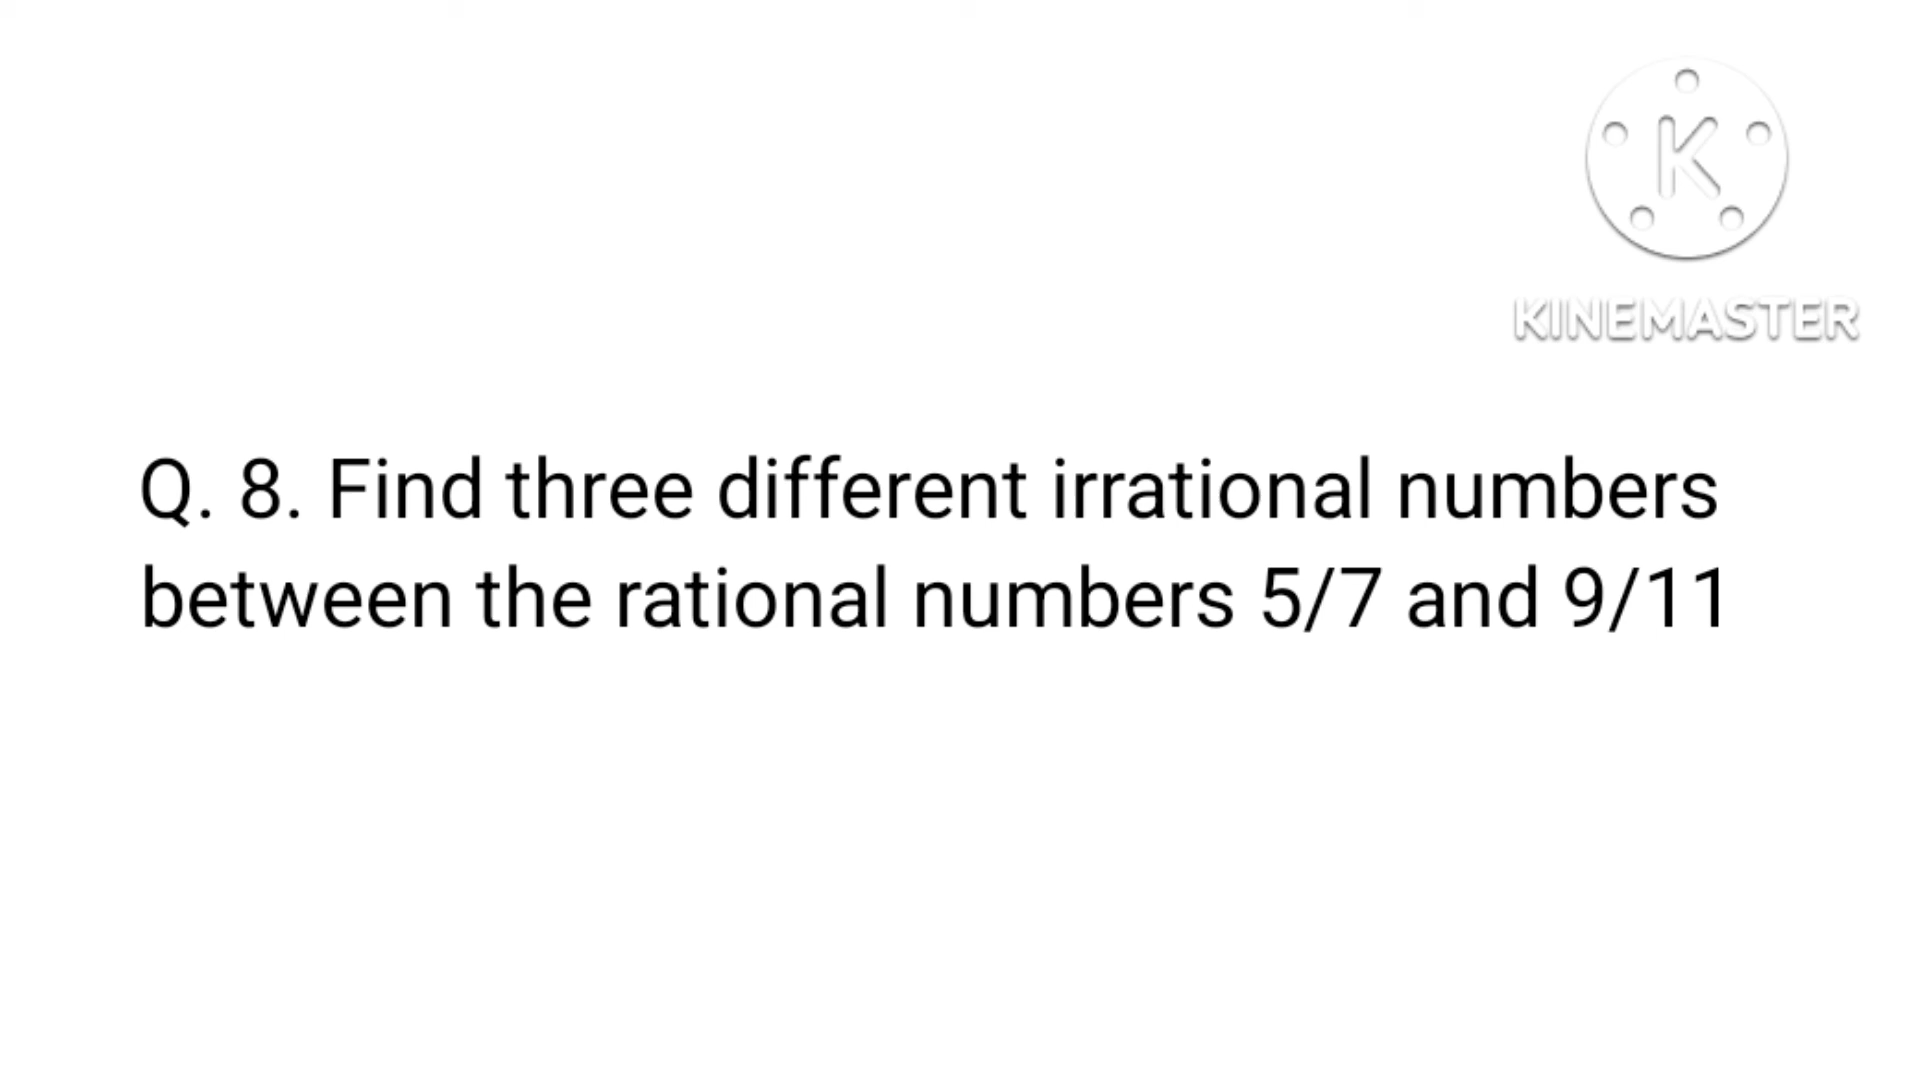 K
KINEMASTER
Q. 8. Find three different irrational numbers
between the rational numbers 5/7 and 9/11